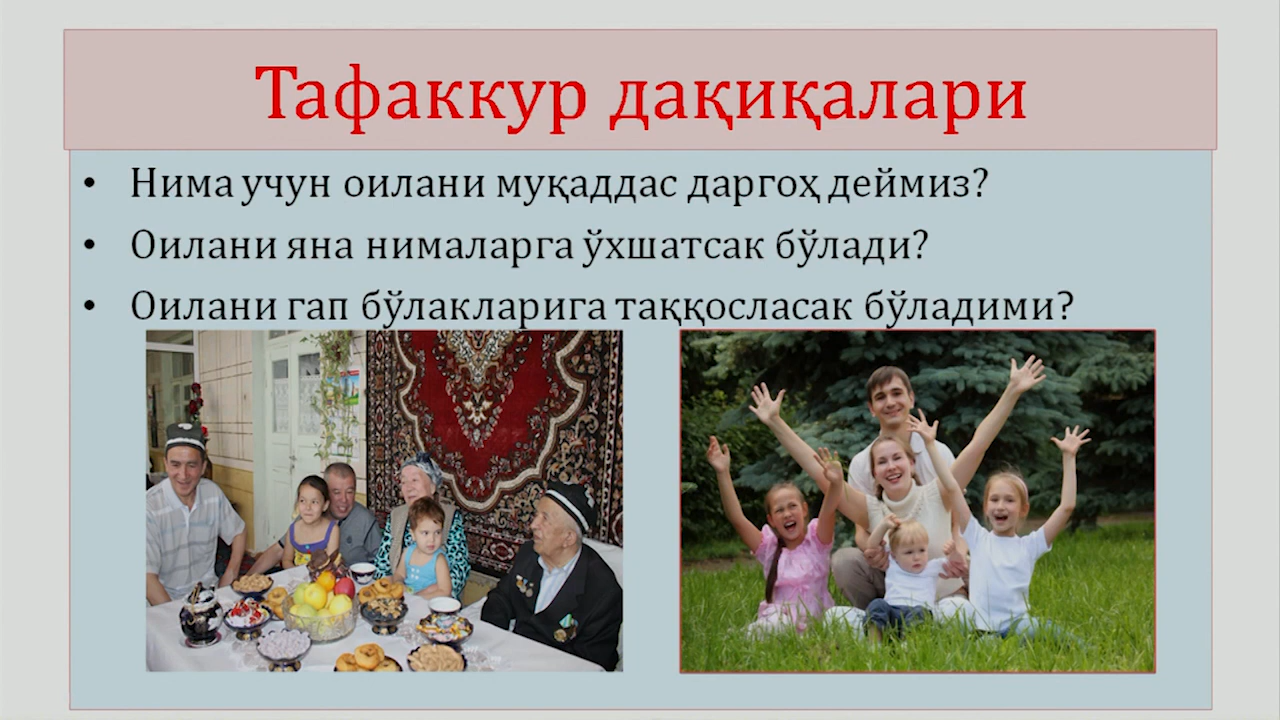 Тафаккур дақиқалари
• Нима учун оилани муқаддас даргоҳ деймиз?
• Оилани яна нималарга ўхшатсак бўлади?
• Оилани гап бўлакларига таққосласак бўладими?